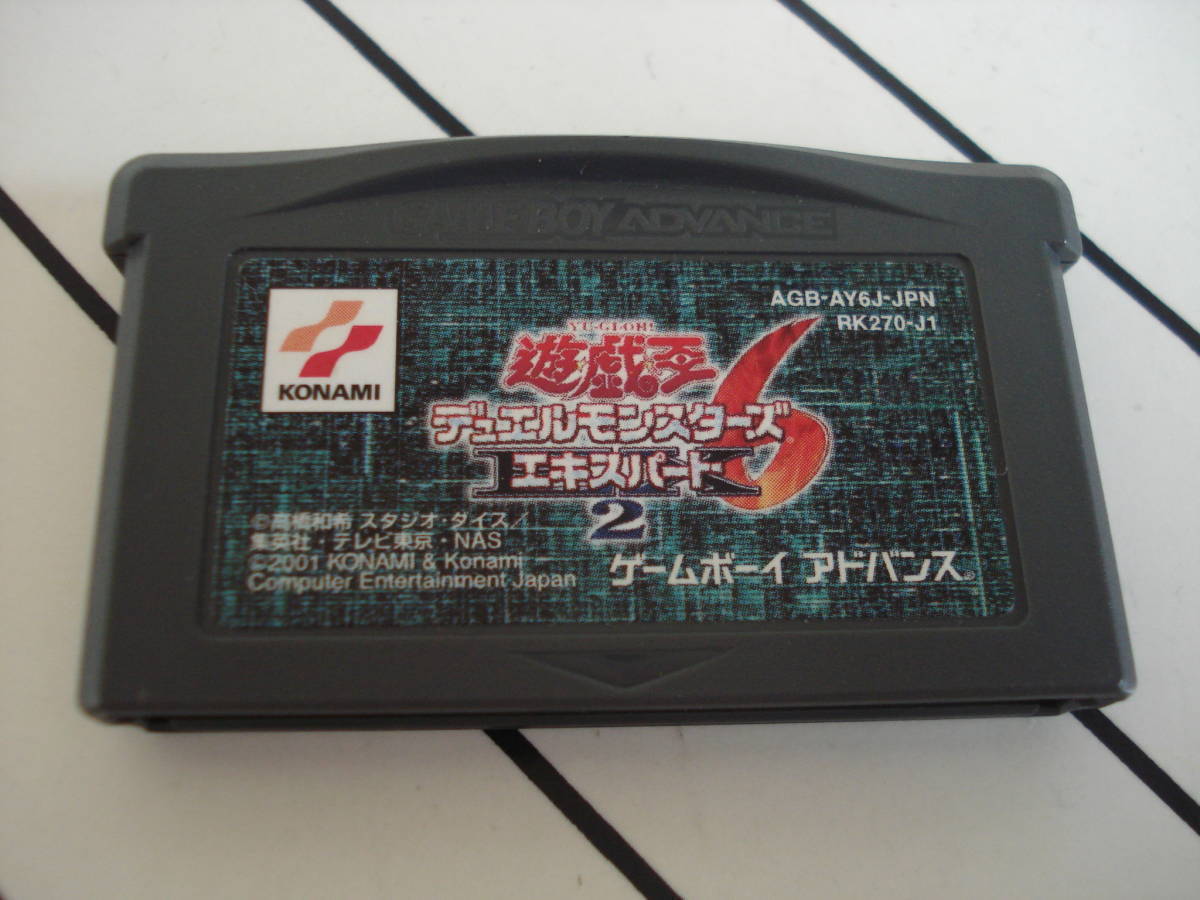 GAME BOY ADVANCE
KONAMI
AGB-AY6J-JPN
RK270-J1
YU-GI-OH!
遊☆戯☆王
デュエルモンスターズ
6
エキスパート
2
©高橋和希 スタジオ・ダイス/
集英社・テレビ東京・NAS
©2001 KONAMI & Konami
Computer Entertainment Japan
ゲームボーイ アドバンス®